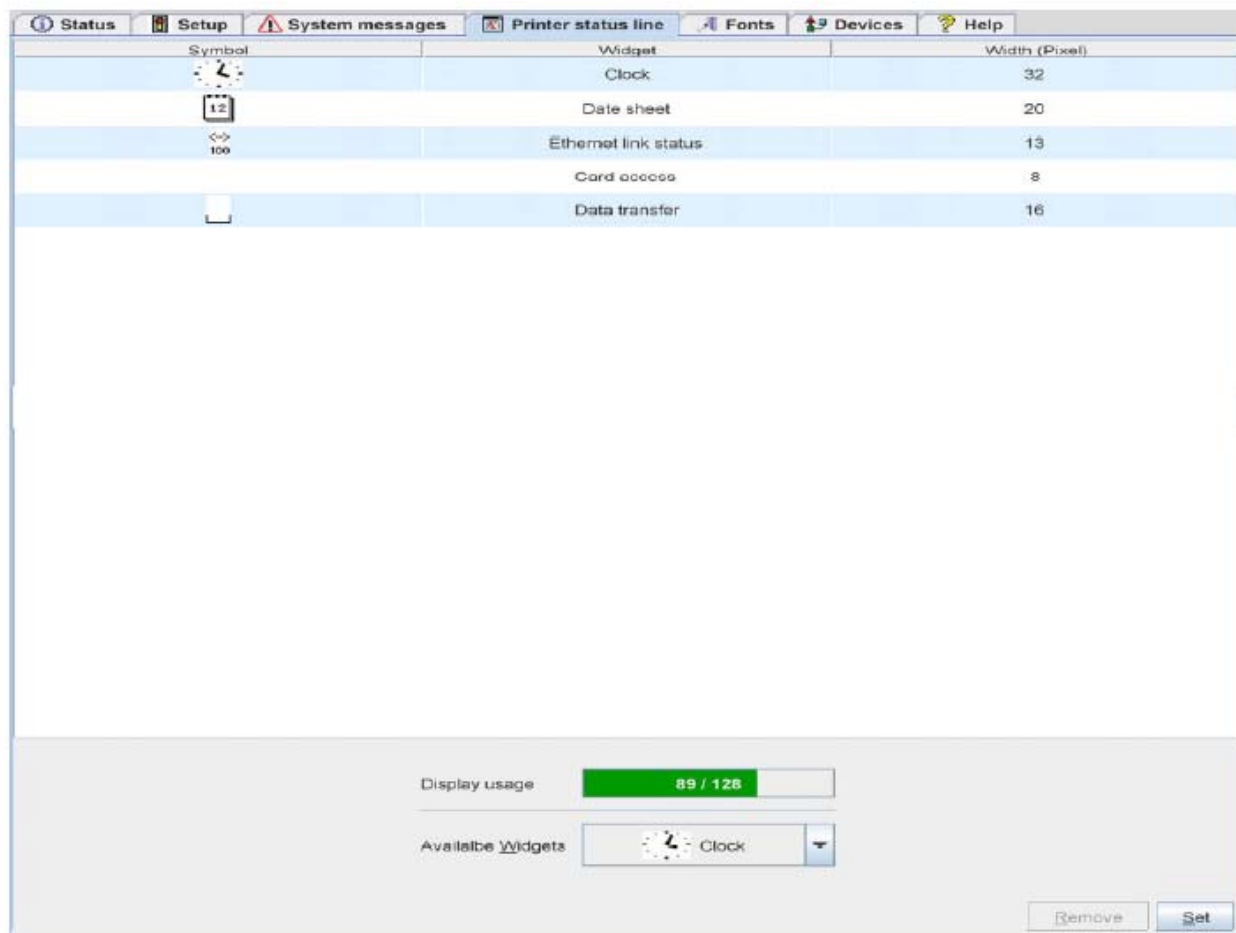 Status Setup System messages Printer status line Fonts Devices Help
Symbol Widget Width (Pixel)
Clock 32
12 Date sheet 20
<-> 100 Ethernet link status 13
Card access 8
Data transfer 16
Display usage 89 / 128
Availalbe Widgets Clock
Remove Set